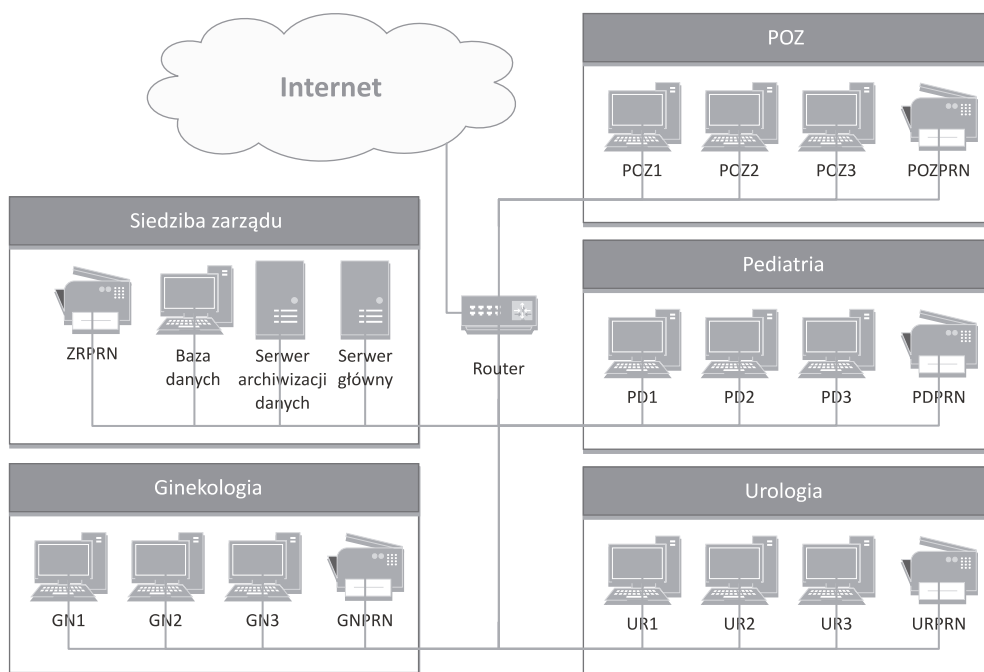 Internet
POZ
POZ1 POZ2 POZ3 POZPRN
Siedziba zarządu
ZRPRN Baza danych Serwer archiwizacji danych Serwer główny
Router
Pediatria
PD1 PD2 PD3 PDPRN
Ginekologia
GN1 GN2 GN3 GNPRN
Urologia
UR1 UR2 UR3 URPRN